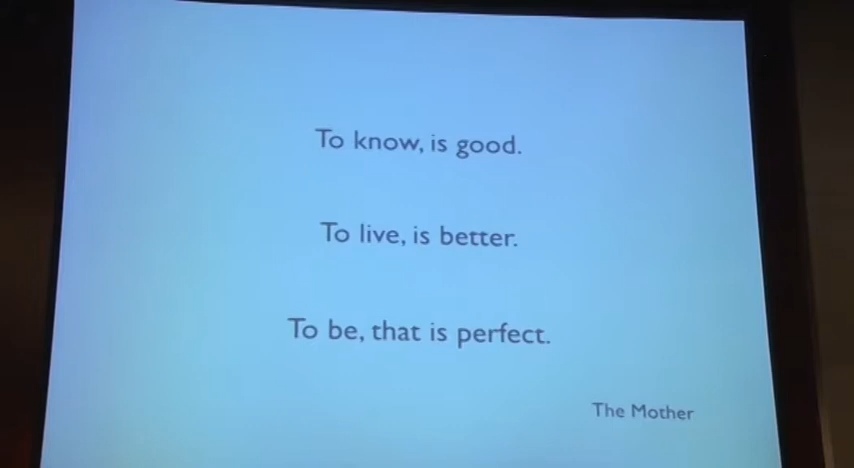 To know, is good.
To live, is better.
To be, that is perfect.
The Mother